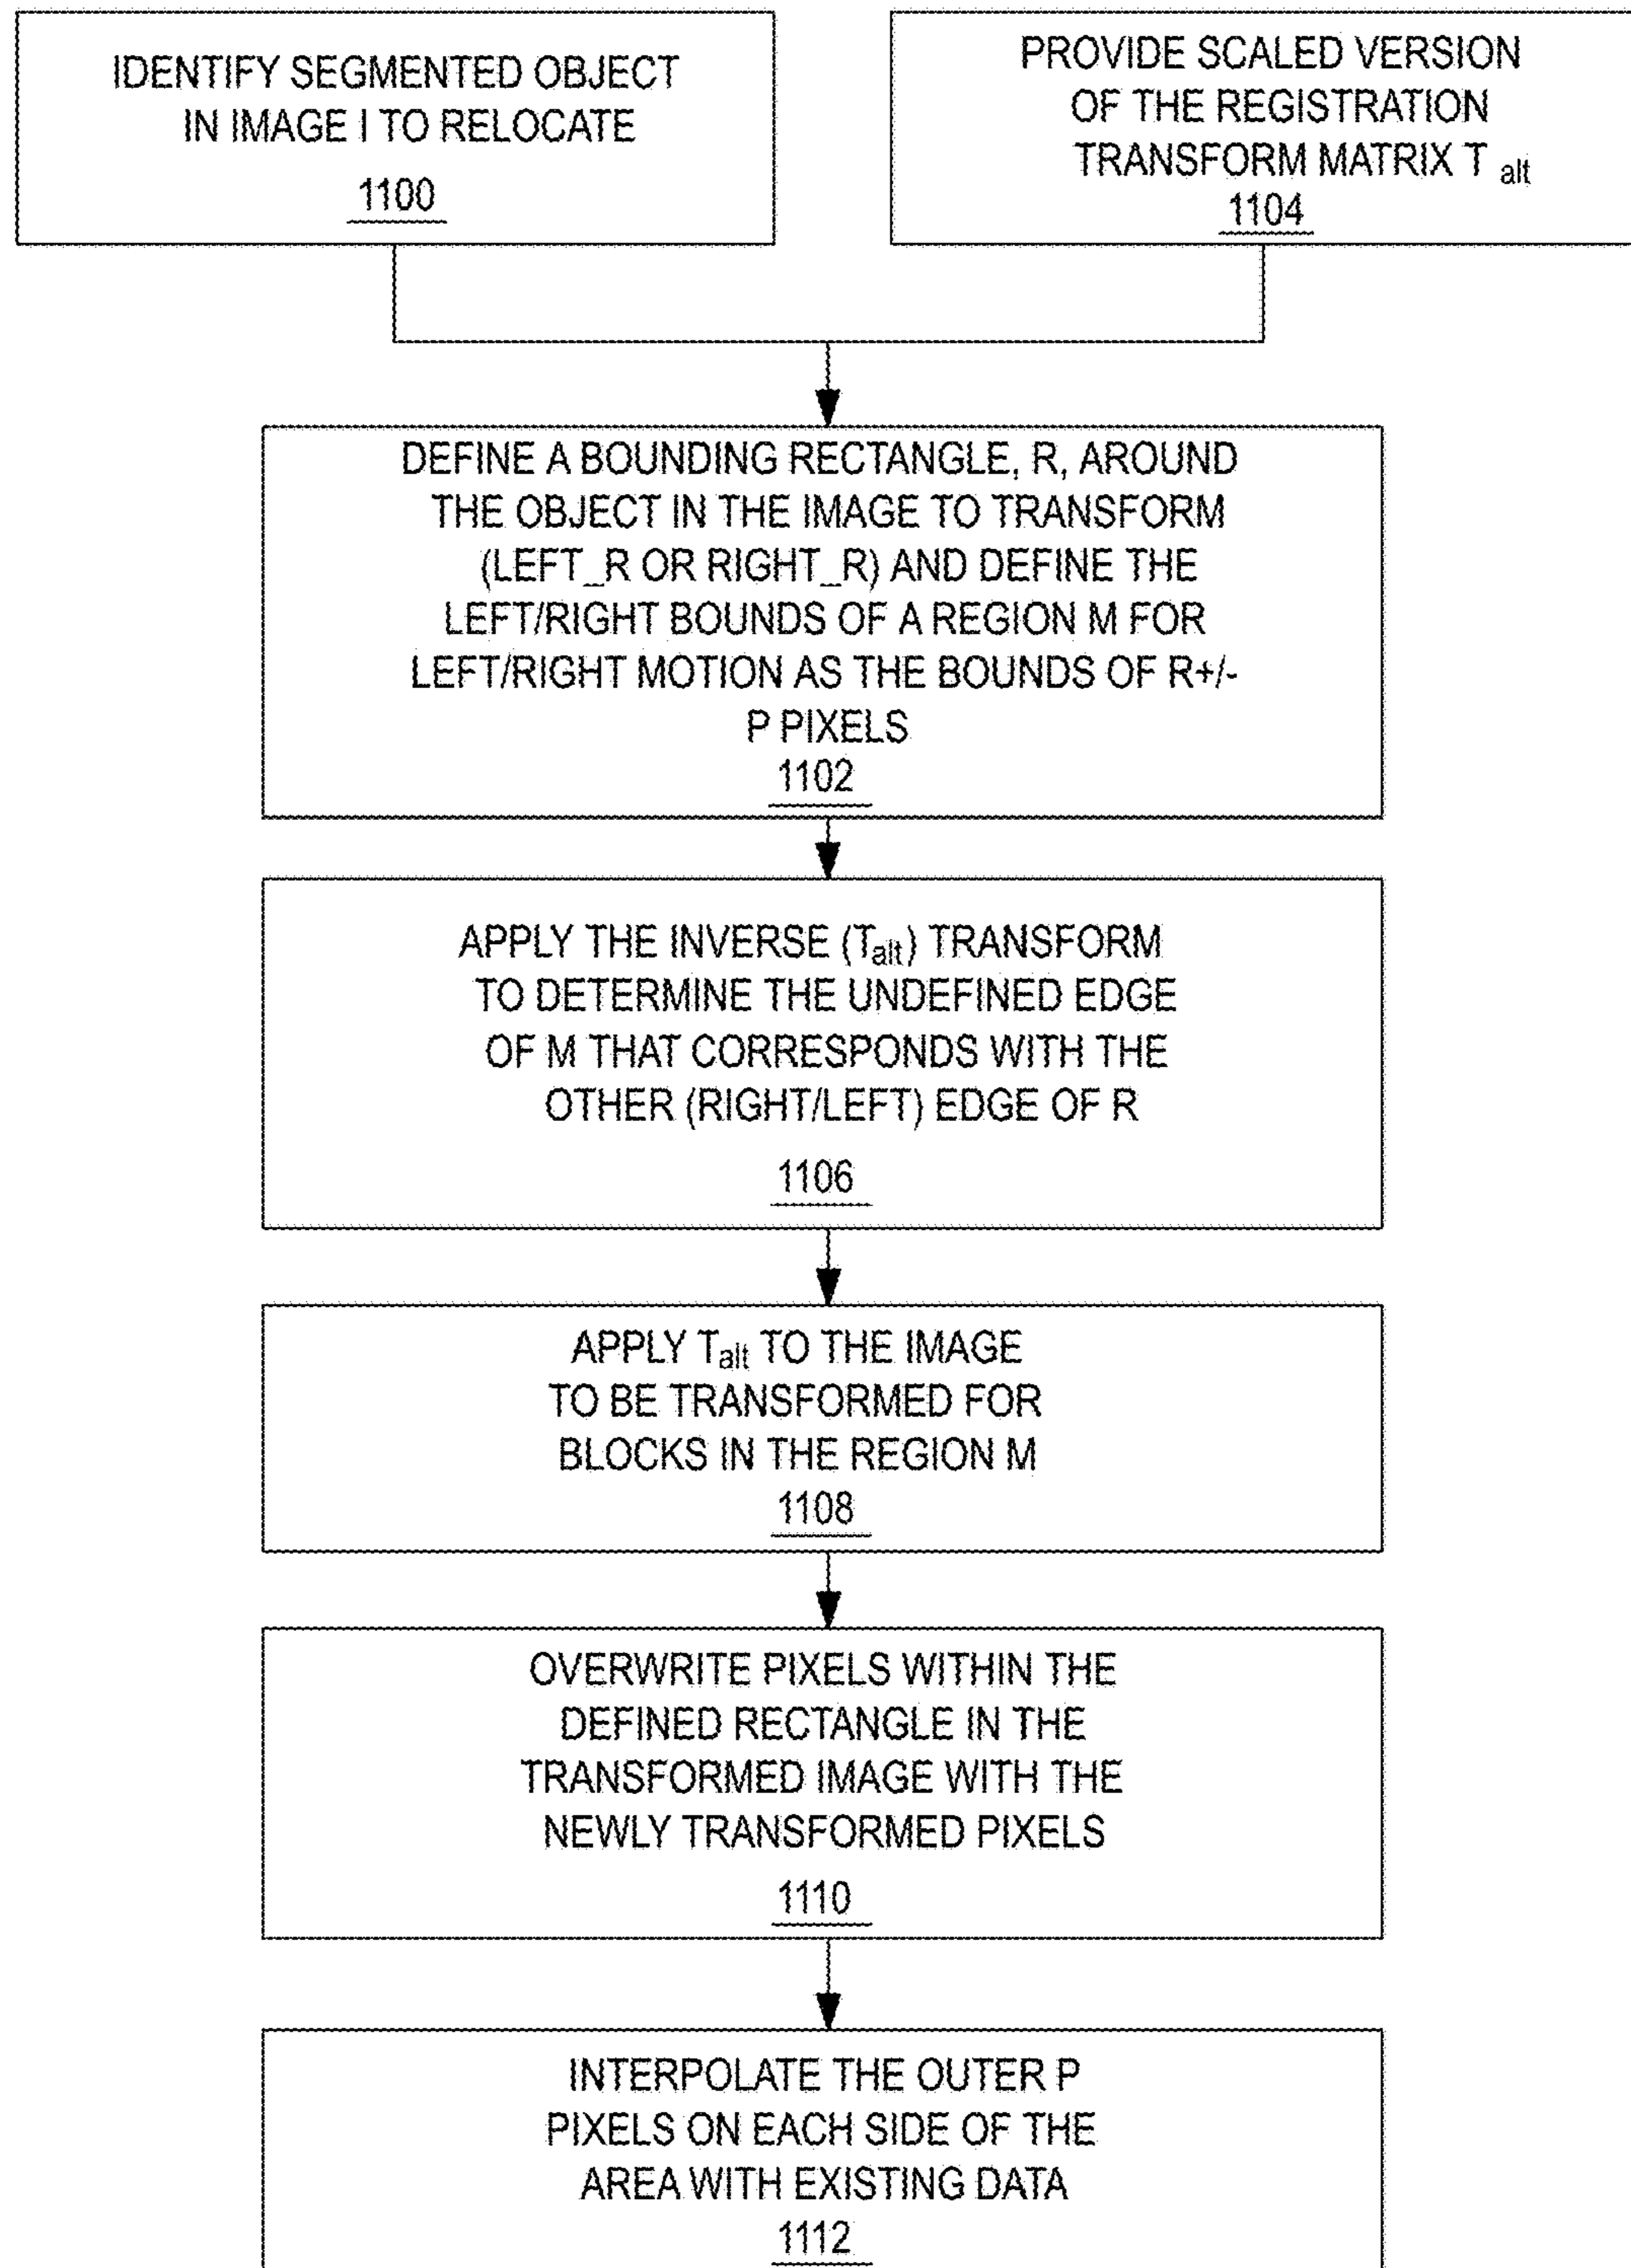 IDENTIFY SEGMENTED OBJECT
IN IMAGE I TO RELOCATE
1100
PROVIDE SCALED VERSION
OF THE REGISTRATION
TRANSFORM MATRIX T alt
1104
DEFINE A BOUNDING RECTANGLE, R, AROUND
THE OBJECT IN THE IMAGE TO TRANSFORM
(LEFT_R OR RIGHT_R) AND DEFINE THE
LEFT/RIGHT BOUNDS OF A REGION M FOR
LEFT/RIGHT MOTION AS THE BOUNDS OF R+/-
P PIXELS
1102
APPLY THE INVERSE (Talt) TRANSFORM
TO DETERMINE THE UNDEFINED EDGE
OF M THAT CORRESPONDS WITH THE
OTHER (RIGHT/LEFT) EDGE OF R
1106
APPLY Talt TO THE IMAGE
TO BE TRANSFORMED FOR
BLOCKS IN THE REGION M
1108
OVERWRITE PIXELS WITHIN THE
DEFINED RECTANGLE IN THE
TRANSFORMED IMAGE WITH THE
NEWLY TRANSFORMED PIXELS
1110
INTERPOLATE THE OUTER P
PIXELS ON EACH SIDE OF THE
AREA WITH EXISTING DATA
1112